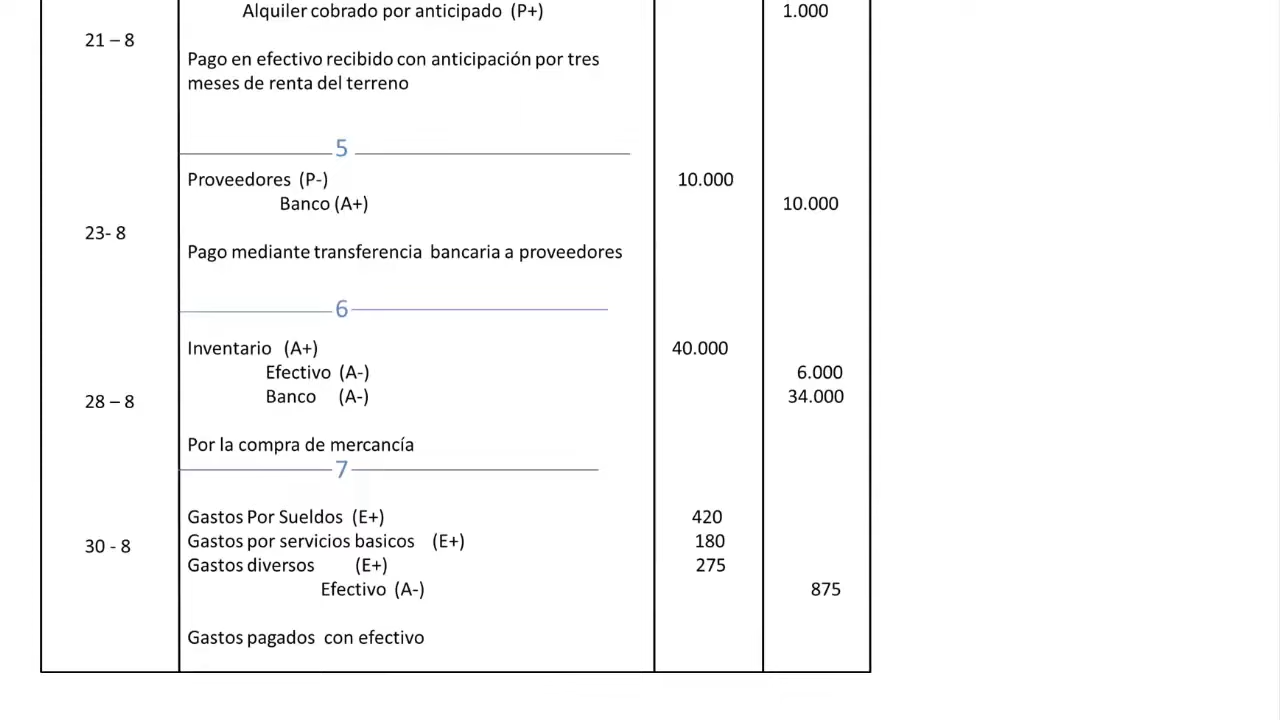 Alquiler cobrado por anticipado (P+) 1.000
21 – 8
Pago en efectivo recibido con anticipación por tres
meses de renta del terreno
5
Proveedores (P-) 10.000
Banco (A+) 10.000
23- 8
Pago mediante transferencia bancaria a proveedores
6
Inventario (A+) 40.000
Efectivo (A-) 6.000
Banco (A-) 34.000
28 – 8
Por la compra de mercancía
7
Gastos Por Sueldos (E+) 420
Gastos por servicios basicos (E+) 180
30 - 8
Gastos diversos (E+) 275
Efectivo (A-) 875
Gastos pagados con efectivo